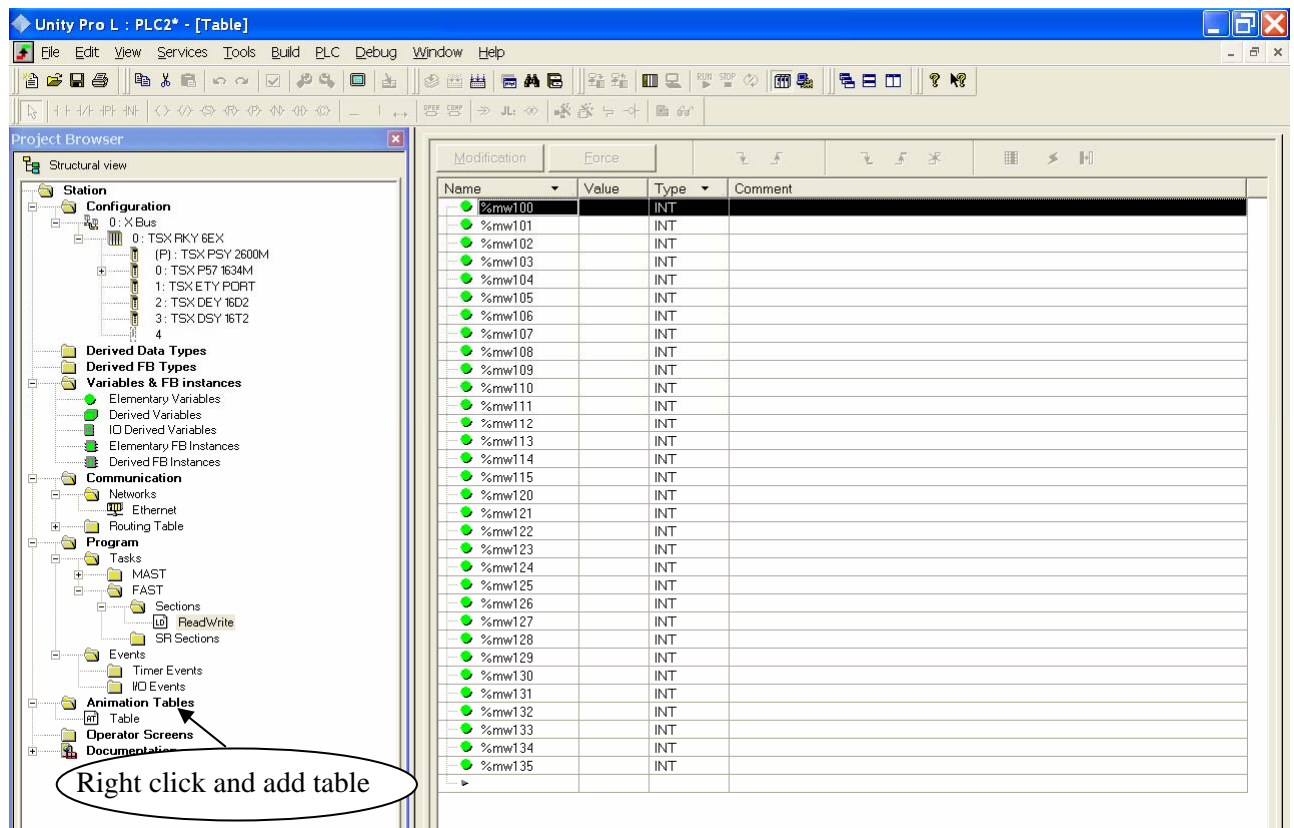 Unity Pro L : PLC2* - [Table]
File Edit View Services Tools Build PLC Debug Window Help
Project Browser
Structural view
Station
Configuration
0 : X Bus
0 : TSX RKY 6EX
(P) : TSX PSY 2600M
0 : TSX P57 1634M
1: TSX ETY PORT
2 : TSX DEY 16D2
3 : TSX DSY 16T2
4
Derived Data Types
Derived FB Types
Variables & FB instances
Elementary Variables
Derived Variables
IO Derived Variables
Elementary FB Instances
Derived FB Instances
Communication
Networks
Ethernet
Routing Table
Program
Tasks
MAST
FAST
Sections
LD ReadWrite
SR Sections
Events
Timer Events
I/O Events
Animation Tables
AT Table
Operator Screens
Documentation
Right click and add table
Modification Force
Name Value Type Comment
%mw100 INT
%mw101 INT
%mw102 INT
%mw103 INT
%mw104 INT
%mw105 INT
%mw106 INT
%mw107 INT
%mw108 INT
%mw109 INT
%mw110 INT
%mw111 INT
%mw112 INT
%mw113 INT
%mw114 INT
%mw115 INT
%mw120 INT
%mw121 INT
%mw122 INT
%mw123 INT
%mw124 INT
%mw125 INT
%mw126 INT
%mw127 INT
%mw128 INT
%mw129 INT
%mw130 INT
%mw131 INT
%mw132 INT
%mw133 INT
%mw134 INT
%mw135 INT